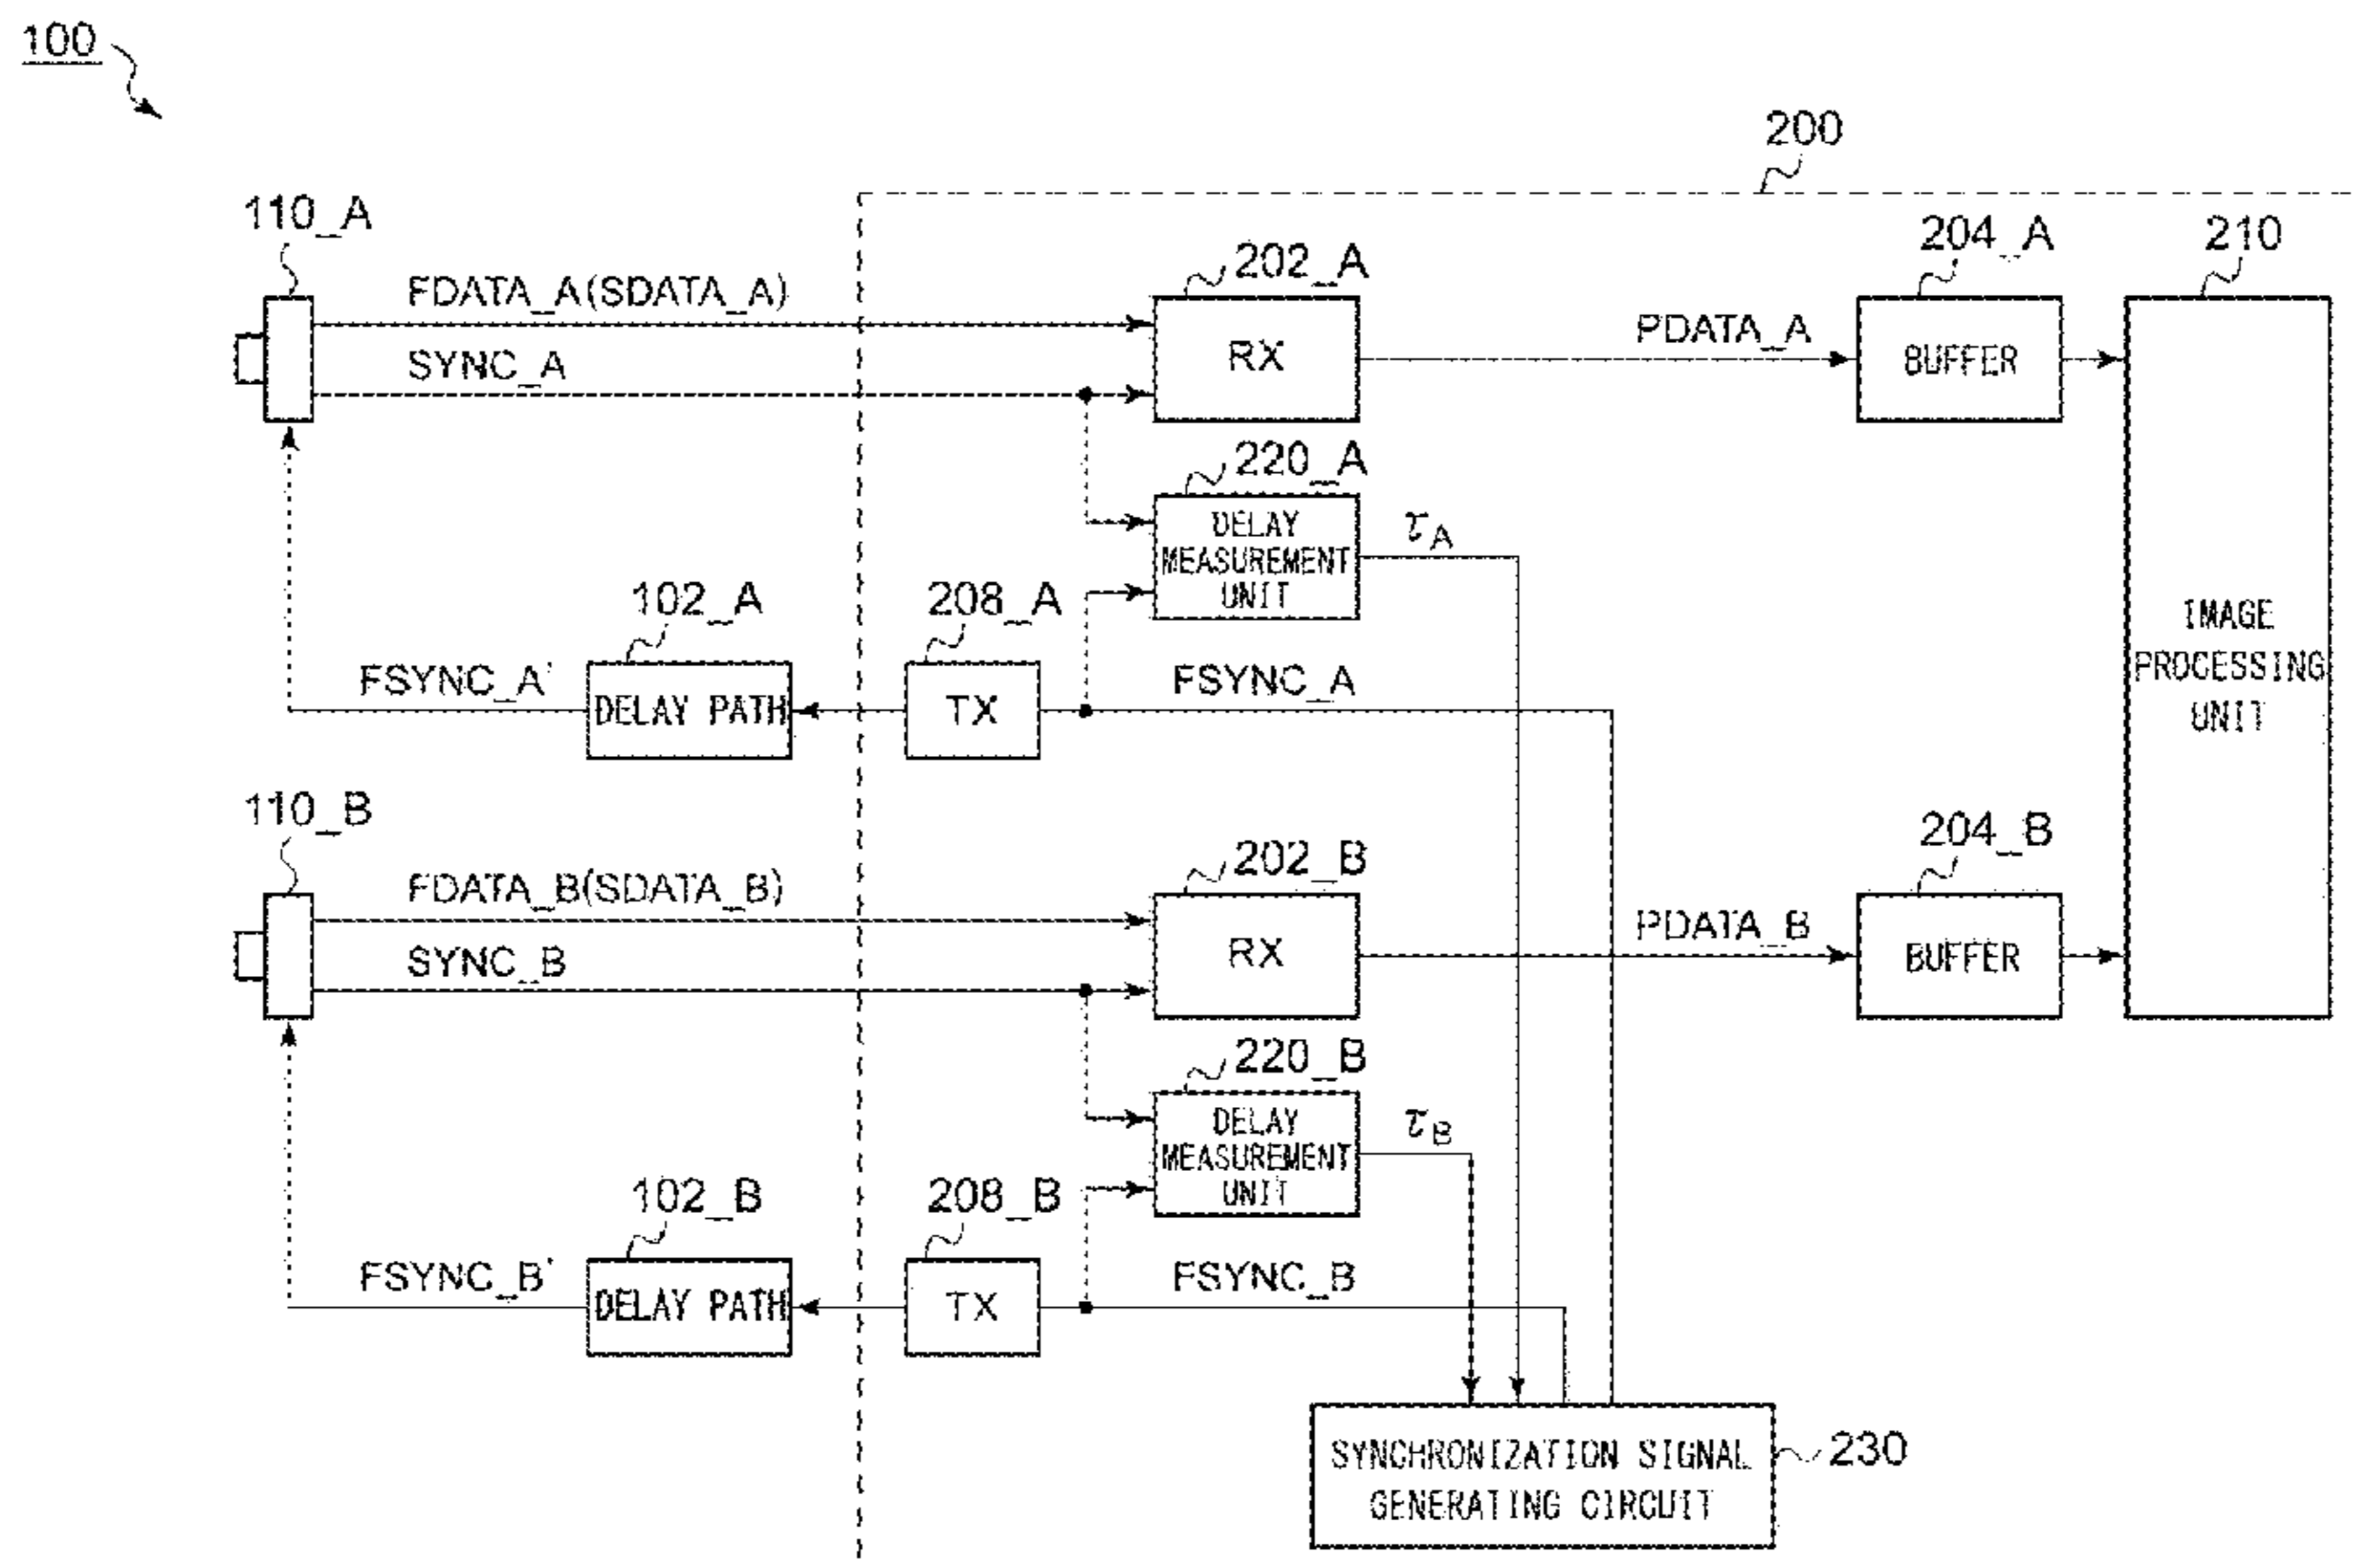 100
200
110_A
202_A
204_A
210
FDATA_A(SDATA_A)
SYNC_A
RX
PDATA_A
BUFFER
220_A
DELAY
MEASUREMENT
UNIT
τA
102_A
208_A
FSYNC_A'
DELAY PATH
TX
FSYNC_A
IMAGE
PROCESSING
UNIT
110_B
202_B
204_B
FDATA_B(SDATA_B)
SYNC_B
RX
PDATA_B
BUFFER
220_B
DELAY
MEASUREMENT
UNIT
τB
102_B
208_B
FSYNC_B'
DELAY PATH
TX
FSYNC_B
SYNCHRONIZATION SIGNAL
GENERATING CIRCUIT
230